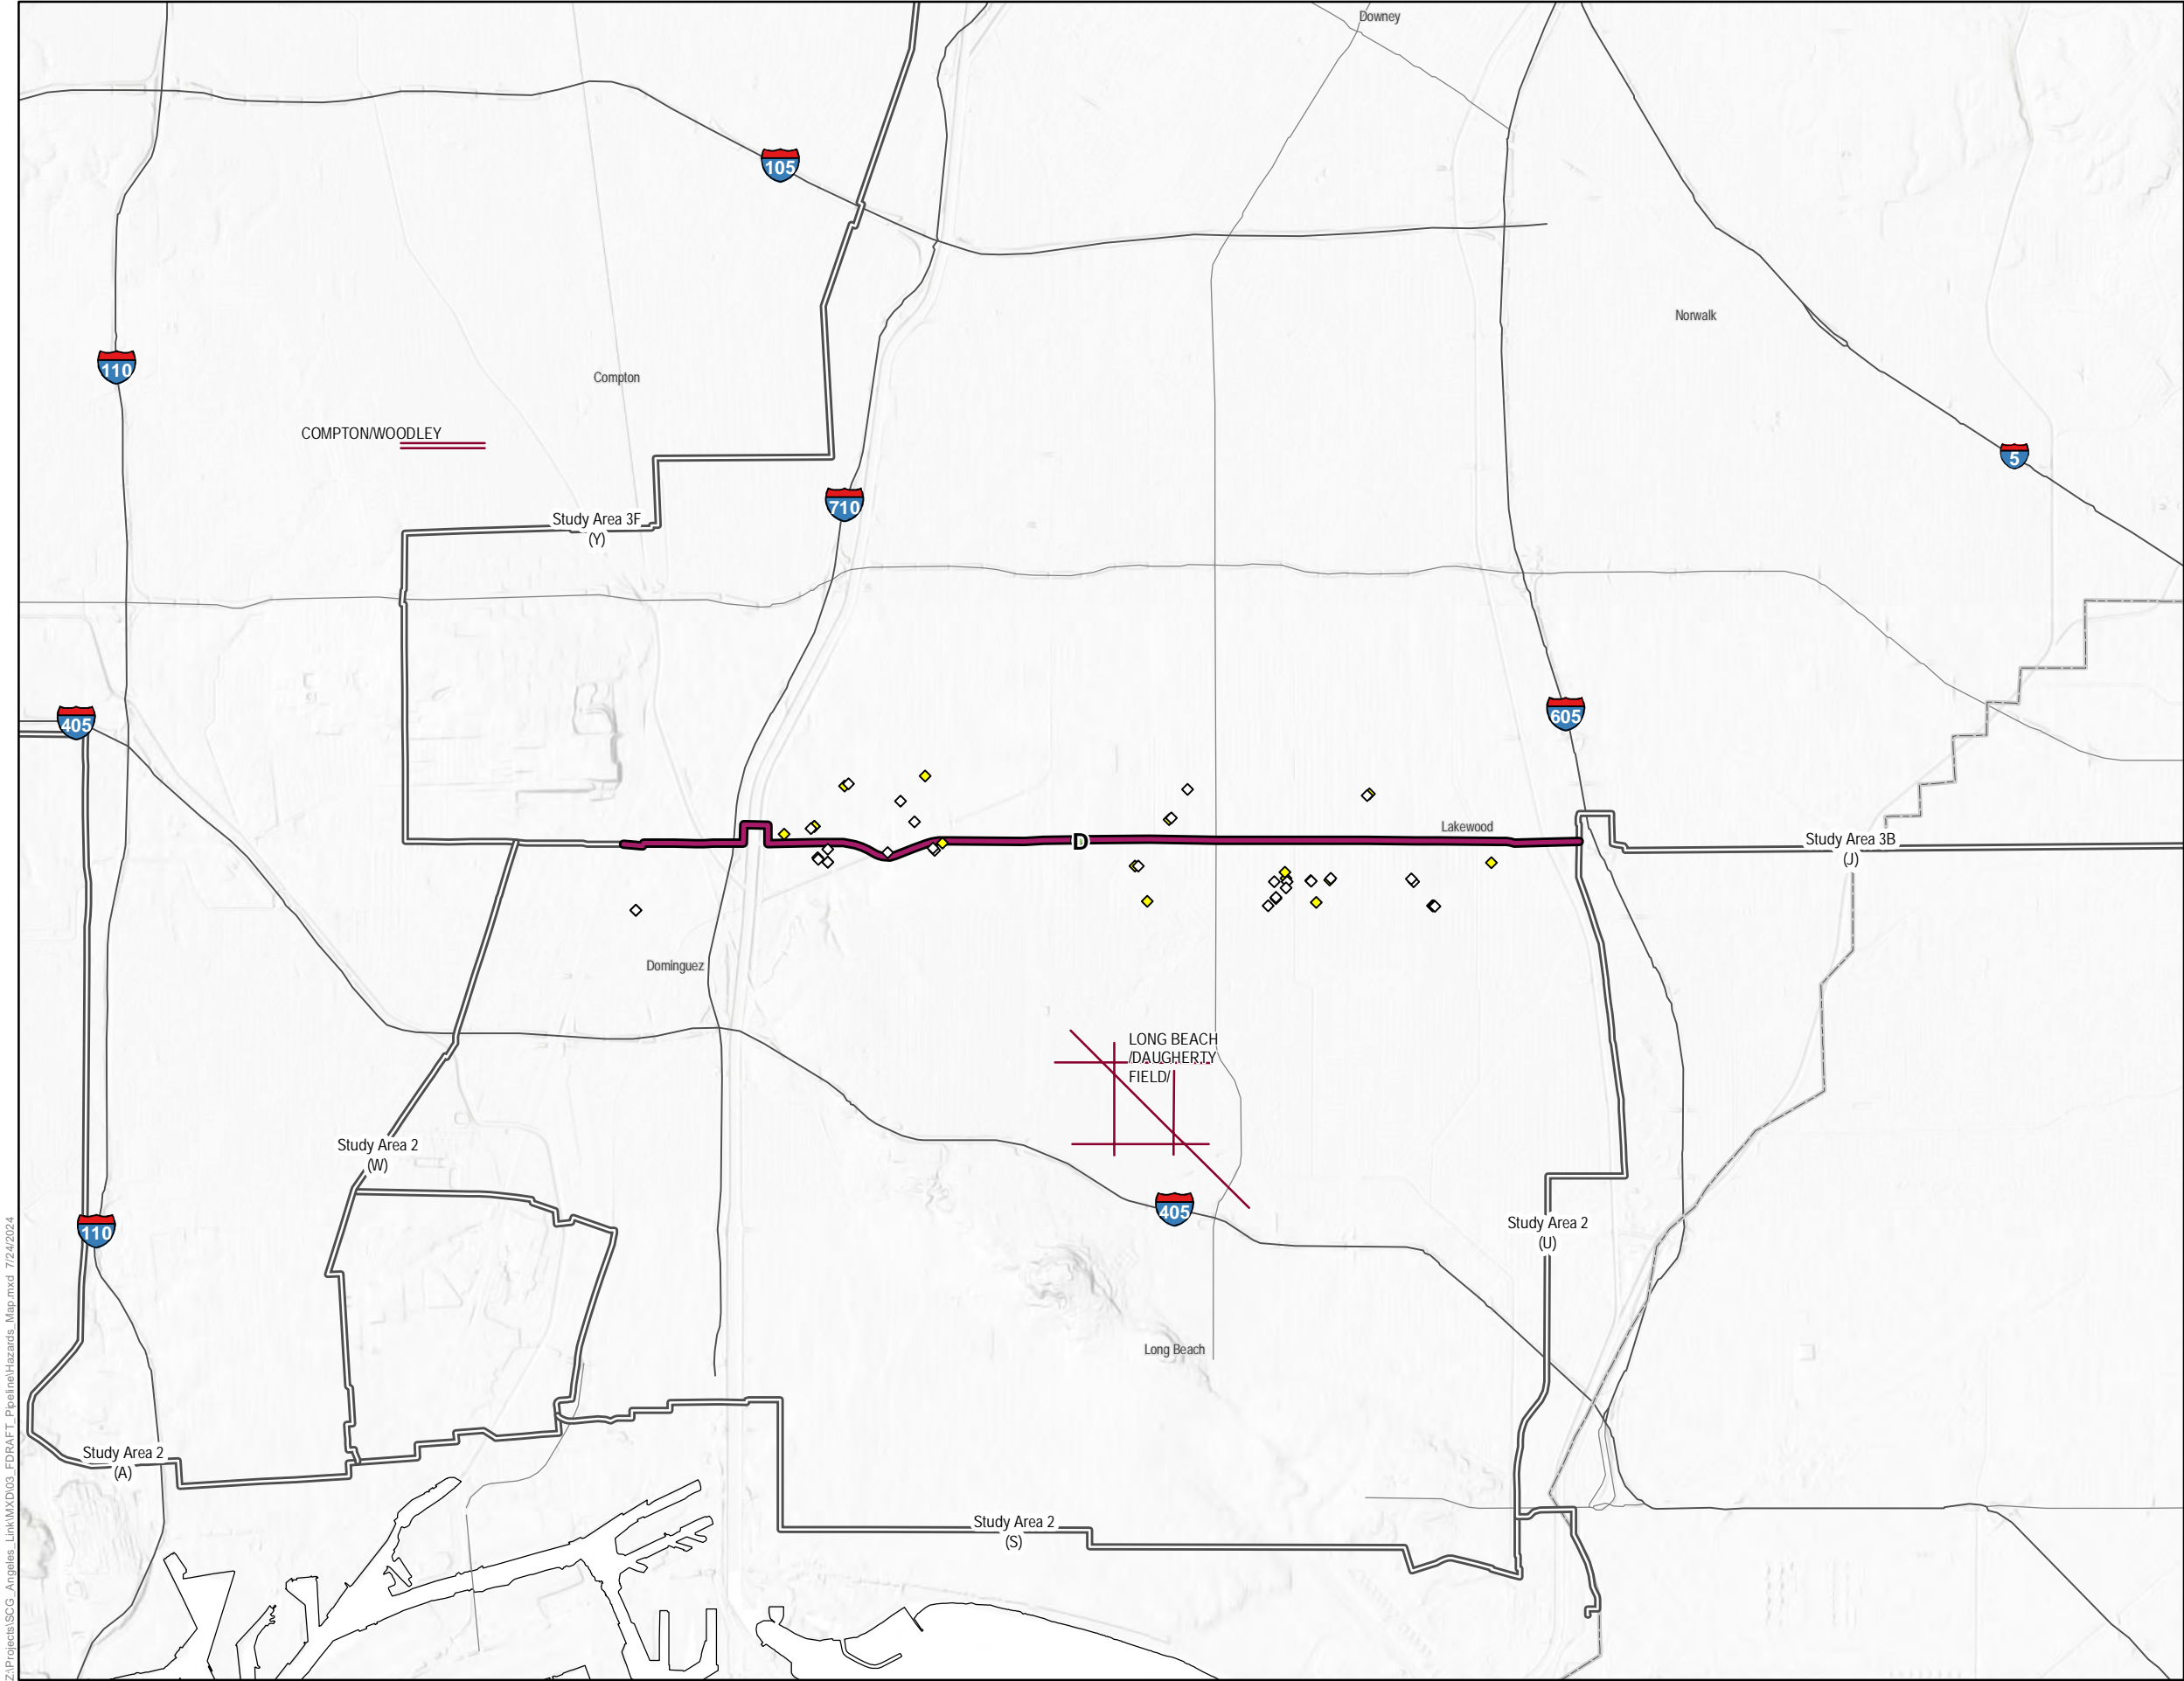 Downey
105
Norwalk
110
Compton
COMPTON/WOODLEY
5
710
Study Area 3F
(Y)
405
605
Lakewood
D
Study Area 3B
(J)
Dominguez
LONG BEACH
/DAUGHERTY
FIELD/
Study Area 2
(W)
405
110
Study Area 2
(U)
Long Beach
Study Area 2
(A)
Study Area 2
(S)
Z:\Projects\SCG_Angeles_Link\MXD\03_FDRAFT_Pipeline\Hazards_Map.mxd 7/24/2024